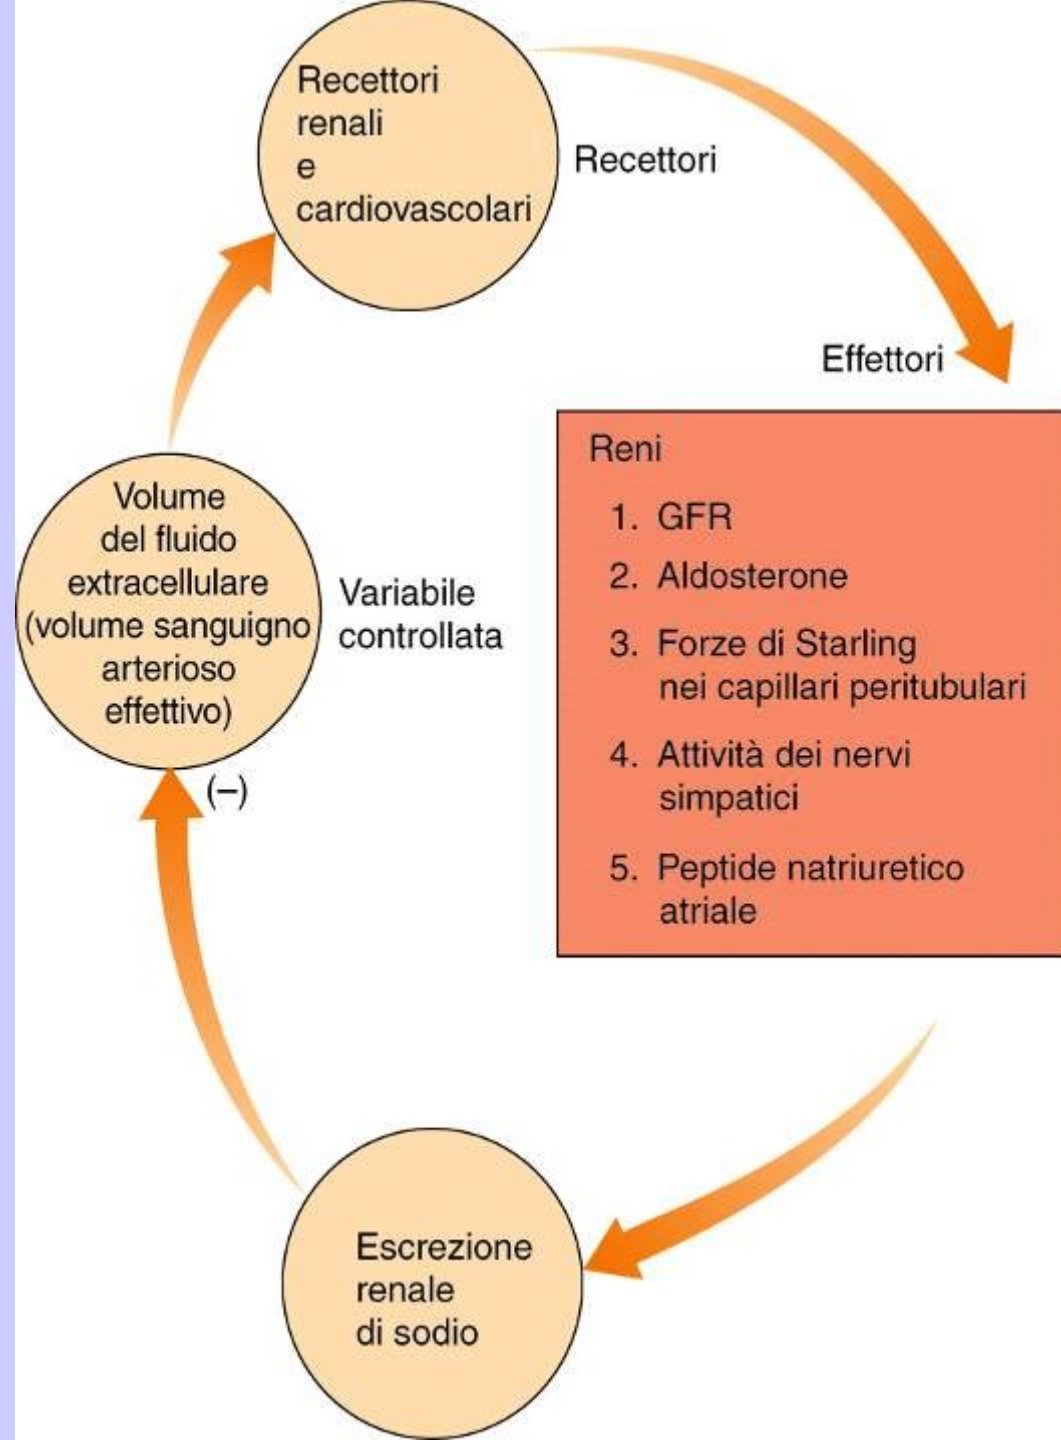 Recettori
renali
e
cardiovascolari
Recettori
Effettori
Reni
1. GFR
2. Aldosterone
3. Forze di Starling
nei capillari peritubulari
4. Attività dei nervi
simpatici
5. Peptide natriuretico
atriale
Volume
del fluido
extracellulare
(volume sanguigno
arterioso
effettivo)
Variabile
controllata
(–)
Escrezione
renale
di sodio